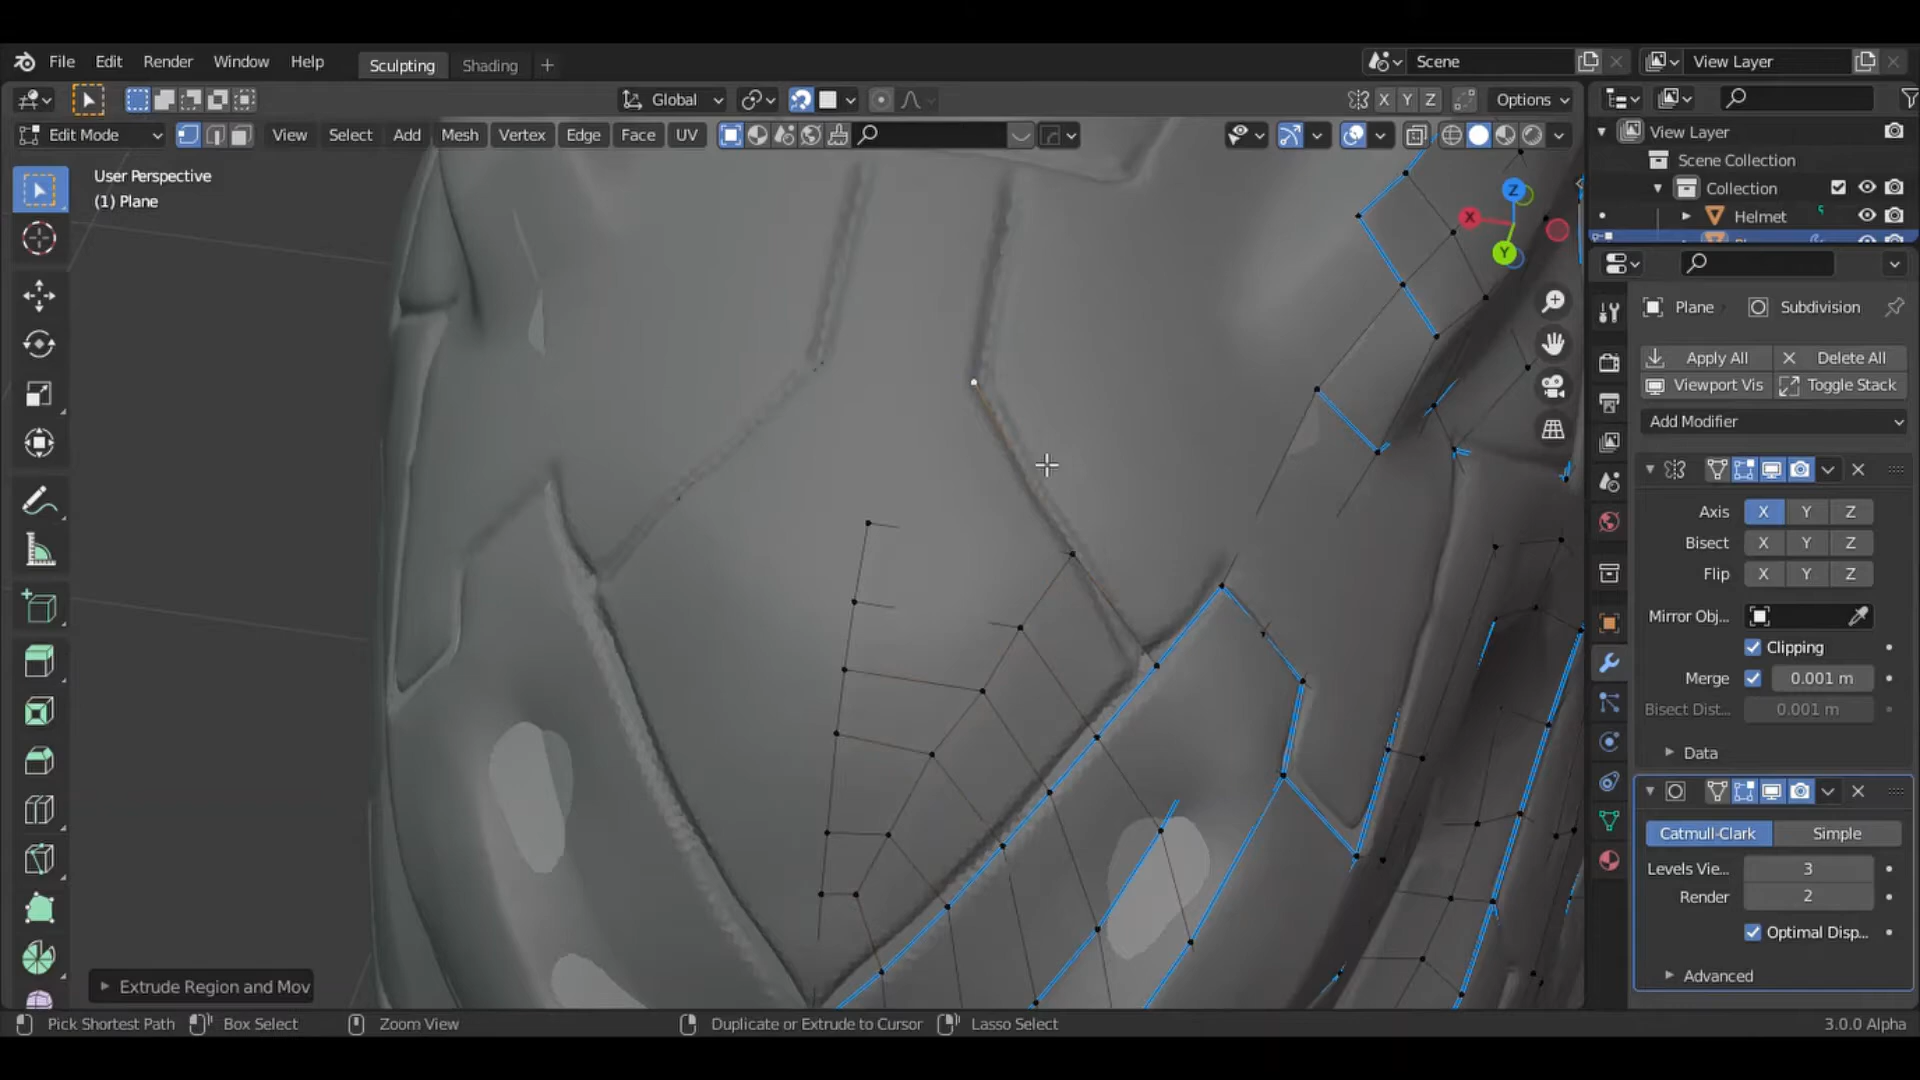 File Edit Render Window Help Sculpting Shading + Scene View Layer
Global X Y Z Options
Edit Mode View Select Add Mesh Vertex Edge Face UV
View Layer
Scene Collection
Collection
Helmet
User Perspective
(1) Plane
Z
X
Y
Plane Subdivision
Apply All Delete All
Viewport Vis Toggle Stack
Add Modifier
Axis X Y Z
Bisect X Y Z
Flip X Y Z
Mirror Obj...
Clipping
Merge 0.001 m
Bisect Dist... 0.001 m
Data
Catmull-Clark Simple
Levels Vie... 3
Render 2
Optimal Disp...
Advanced
Extrude Region and Mov
Pick Shortest Path Box Select Zoom View Duplicate or Extrude to Cursor Lasso Select 3.0.0 Alpha